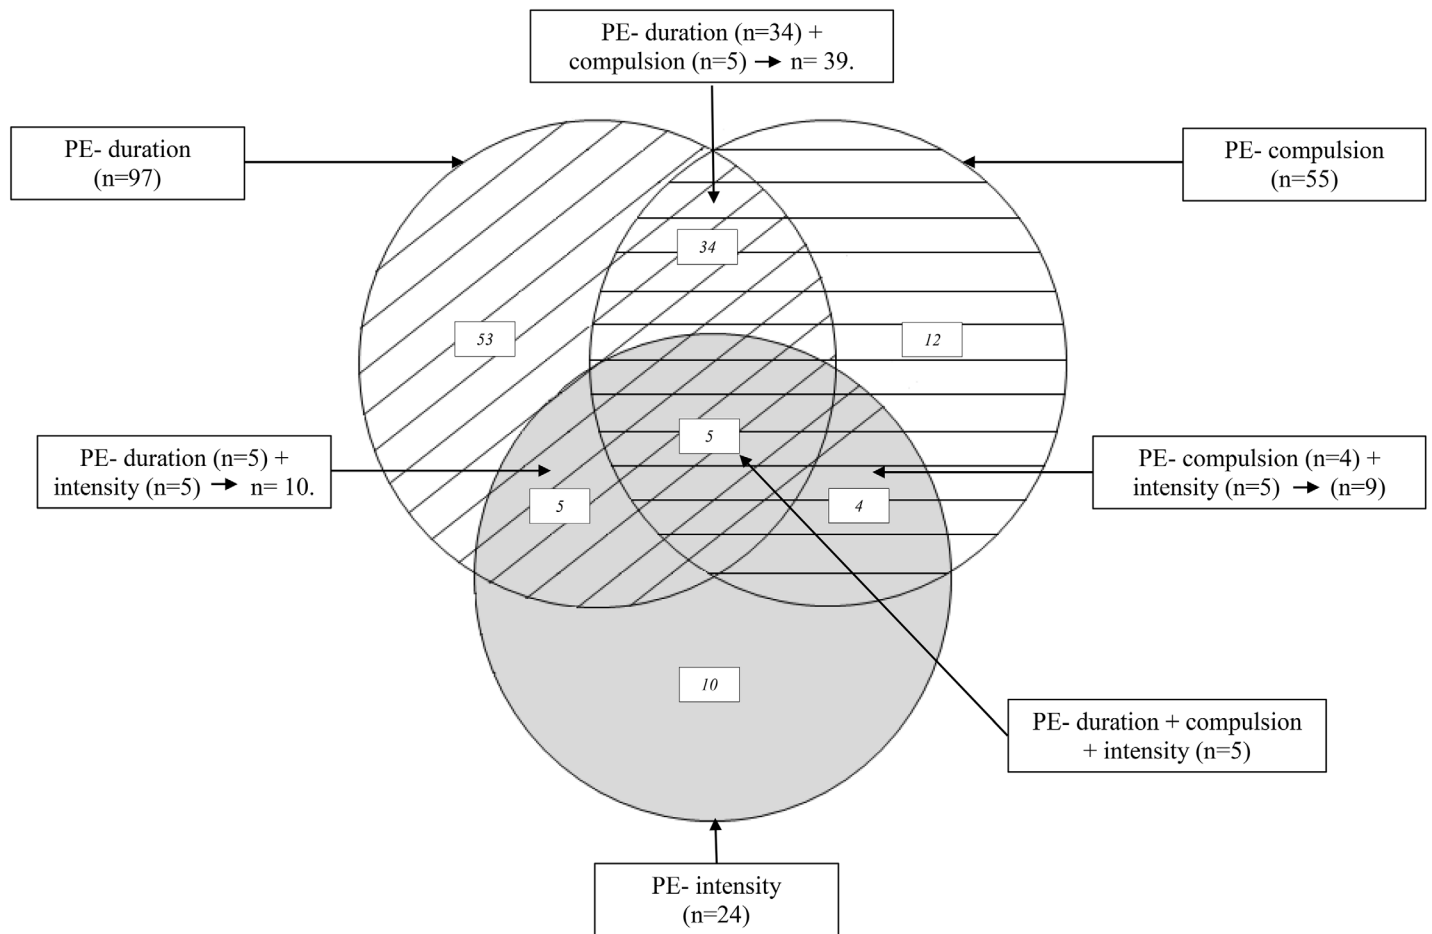 PE- duration (n=34) +
compulsion (n=5) → n= 39.
PE- duration
(n=97)
PE- compulsion
(n=55)
34
53
12
PE- duration (n=5) +
intensity (n=5) → n= 10.
5
PE- compulsion (n=4) +
intensity (n=5) → (n=9)
5
4
10
PE- duration + compulsion
+ intensity (n=5)
PE- intensity
(n=24)